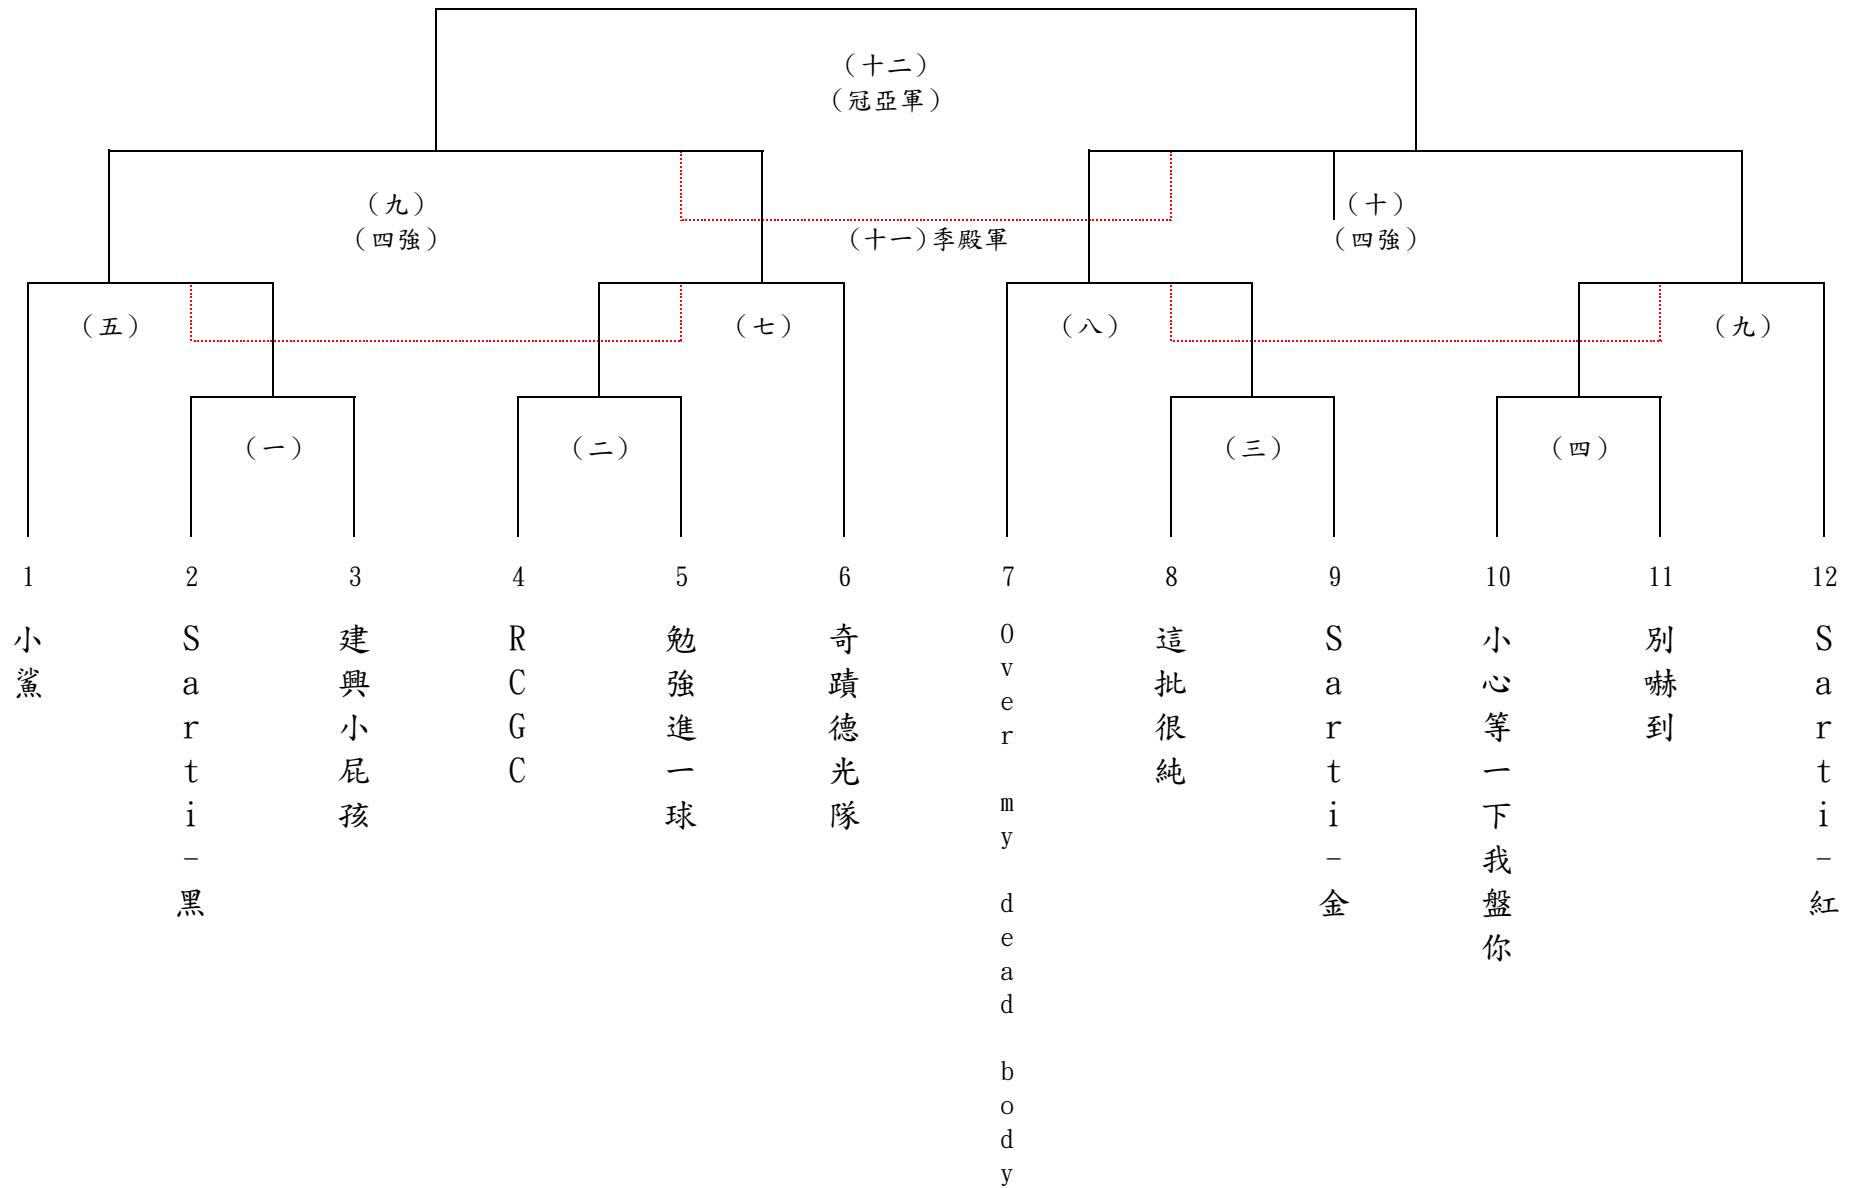 （十二）
（冠亞軍）
（九）
（四強）
（十一）季殿軍
（十）
（四強）
（五）
（七）
（八）
（九）
（一）
（二）
（三）
（四）
1
2
3
4
5
6
7
8
9
10
11
12
小鯊
Sarti-黑
建興小屁孩
RCGC
勉強進一球
奇蹟德光隊
Over my dead body
這批很純
Sarti-金
小心等一下我盤你
別嚇到
Sarti-紅